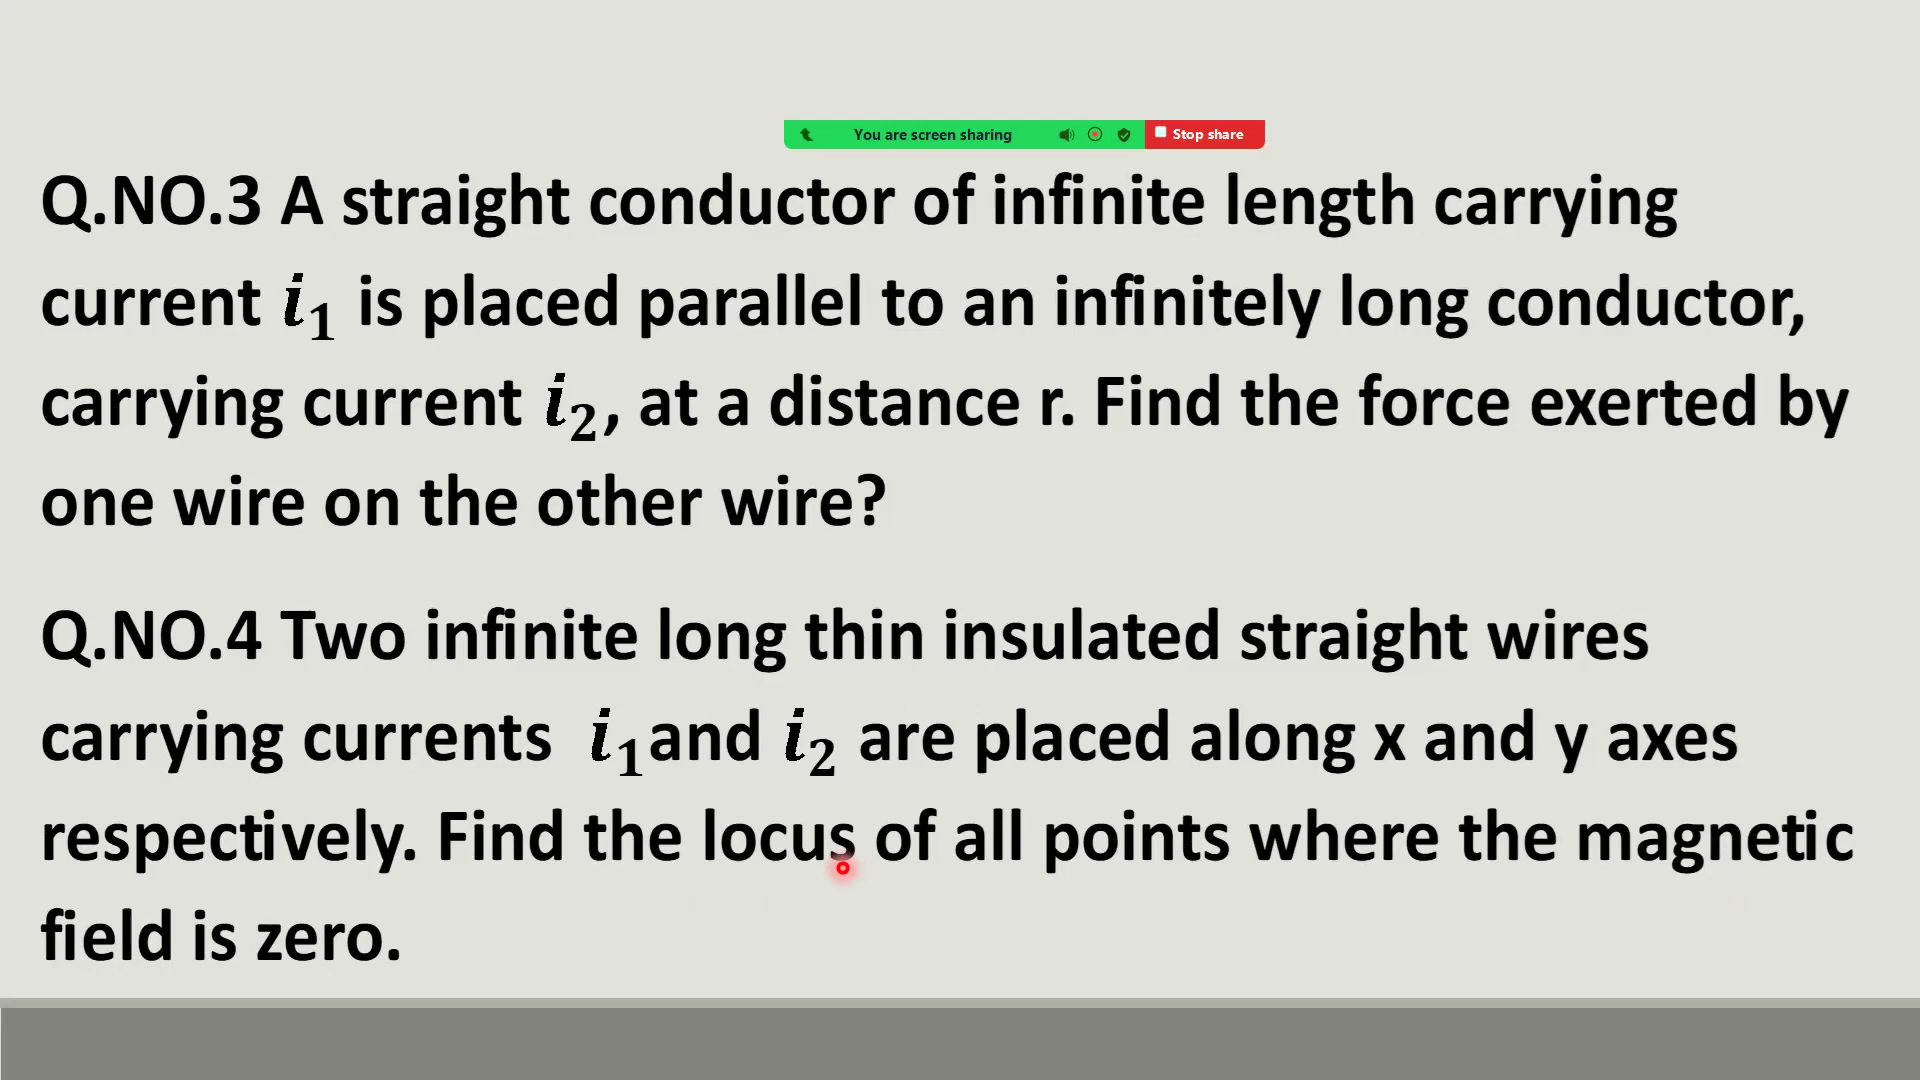 You are screen sharing Stop share
Q.NO.3 A straight conductor of infinite length carrying
current i₁ is placed parallel to an infinitely long conductor,
carrying current i₂, at a distance r. Find the force exerted by
one wire on the other wire?
Q.NO.4 Two infinite long thin insulated straight wires
carrying currents i₁and i₂ are placed along x and y axes
respectively. Find the locus of all points where the magnetic
field is zero.